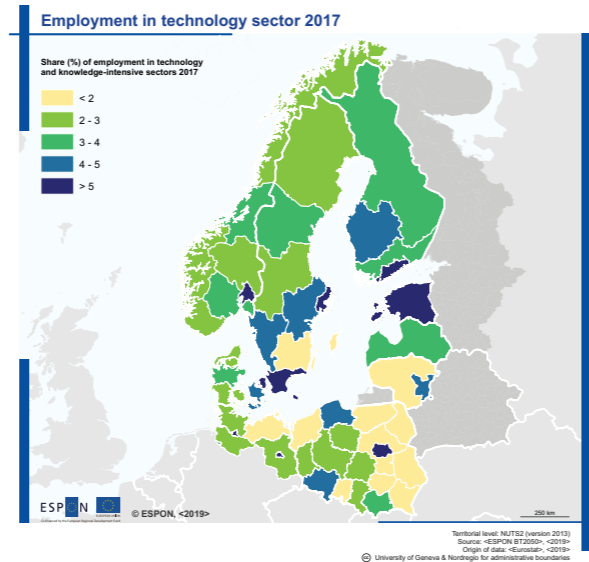 Employment in technology sector 2017
Share (%) of employment in technology
and knowledge-intensive sectors 2017
< 2
2 - 3
3 - 4
4 - 5
> 5
ESPON
© ESPON, <2019>
250 km
Territorial level: NUTS2 (version 2013)
Source: <ESPON BT2050>, <2019>
Origin of data: <Eurostat>, <2019>
cc University of Geneva & Nordregio for administrative boundaries